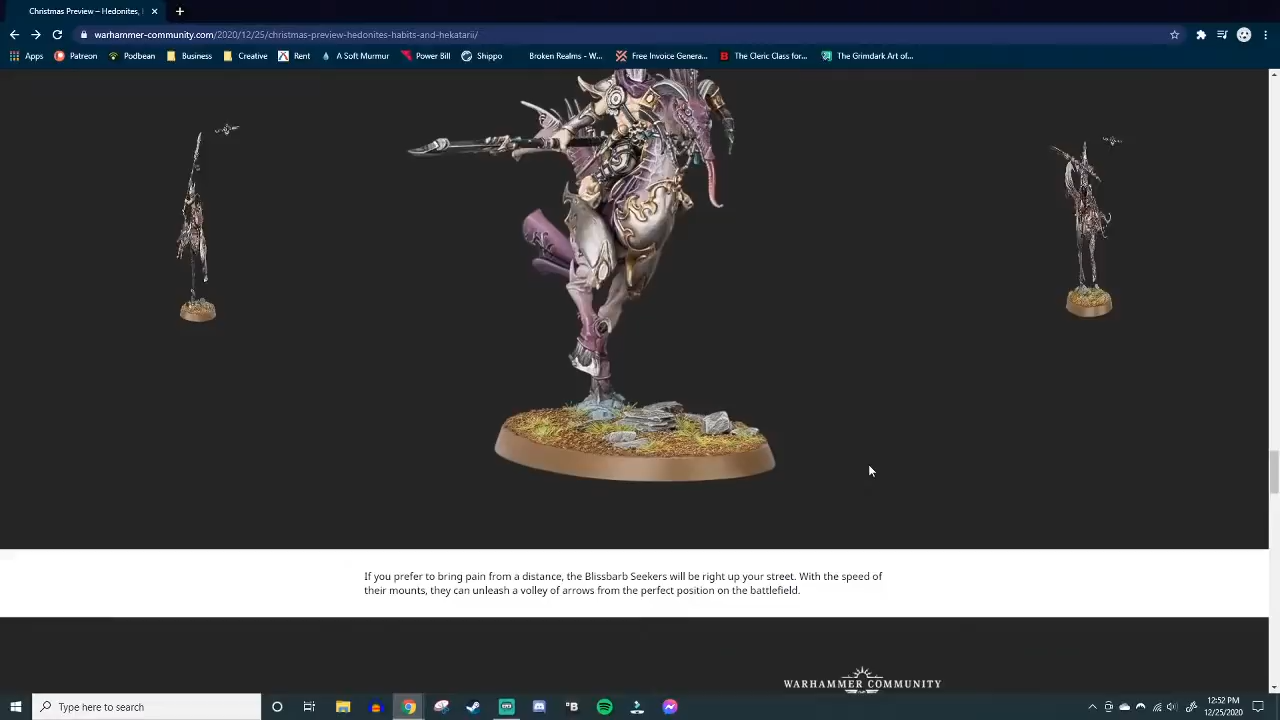 Christmas Preview – Hedonites,
warhammer-community.com/2020/12/25/christmas-preview-hedonites-habits-and-hekatarii/
Apps Patreon Podbean Business Creative Rent A Soft Murmur Power Bill Shippo Broken Realms - W... Free Invoice Genera... The Cleric Class for... The Grimdark Art of...
If you prefer to bring pain from a distance, the Blissbarb Seekers will be right up your street. With the speed of
their mounts, they can unleash a volley of arrows from the perfect position on the battlefield.
WARHAMMER COMMUNITY
Type here to search
12:52 PM
12/25/2020